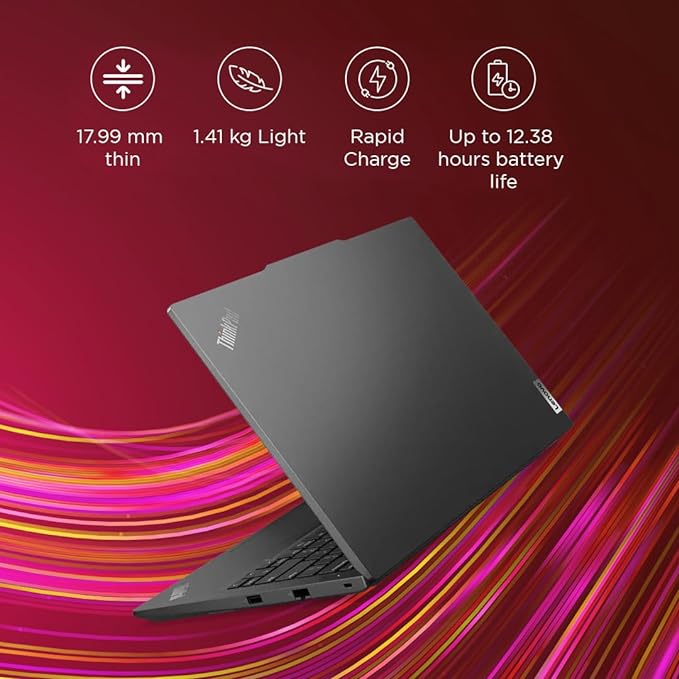 17.99 mm
thin
1.41 kg Light
Rapid
Charge
Up to 12.38
hours battery
life
ThinkPad
Lenovo